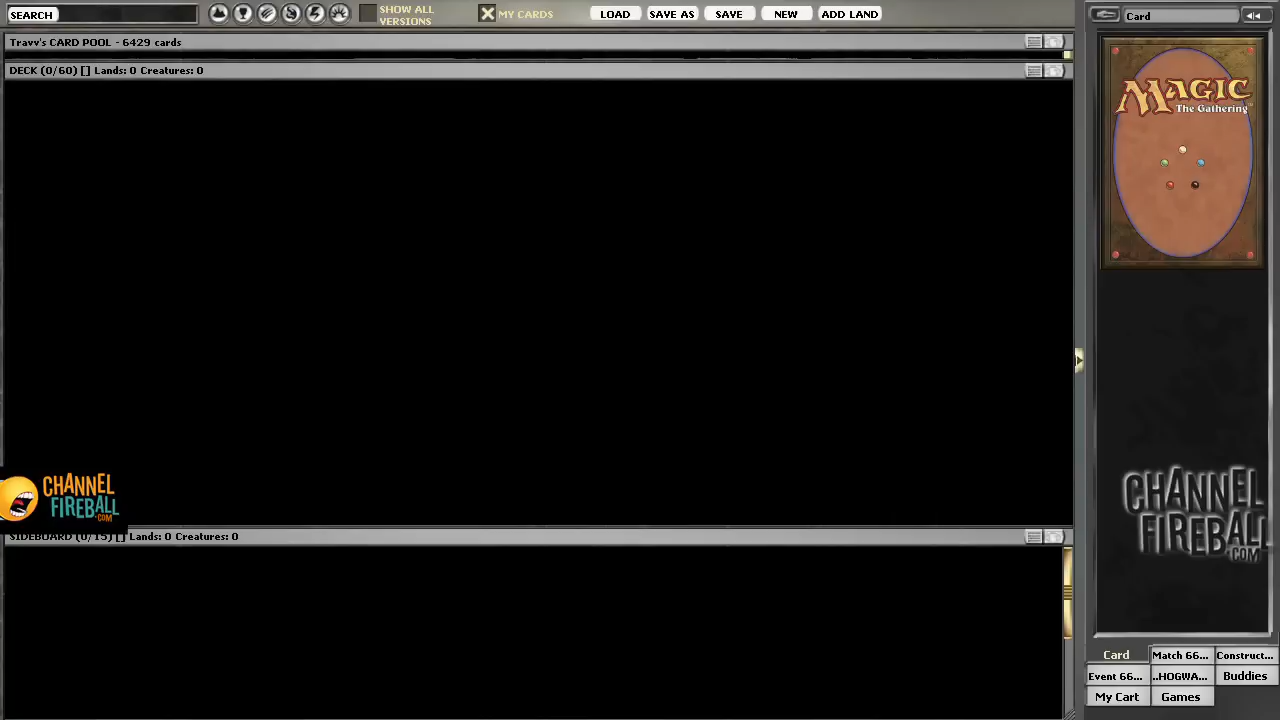 SEARCH
SHOW ALL
VERSIONS
MY CARDS
LOAD
SAVE AS
SAVE
NEW
ADD LAND
Card
Travv's CARD POOL - 6429 cards
DECK (0/60) [] Lands: 0 Creatures: 0
MAGIC
The Gathering
CHANNEL
FIREBALL
.COM
CHANNEL
FIREBALL
.COM
SIDEBOARD (0/15) [] Lands: 0 Creatures: 0
Card
Match 66...
Construct...
Event 66...
..HOGWA...
Buddies
My Cart
Games